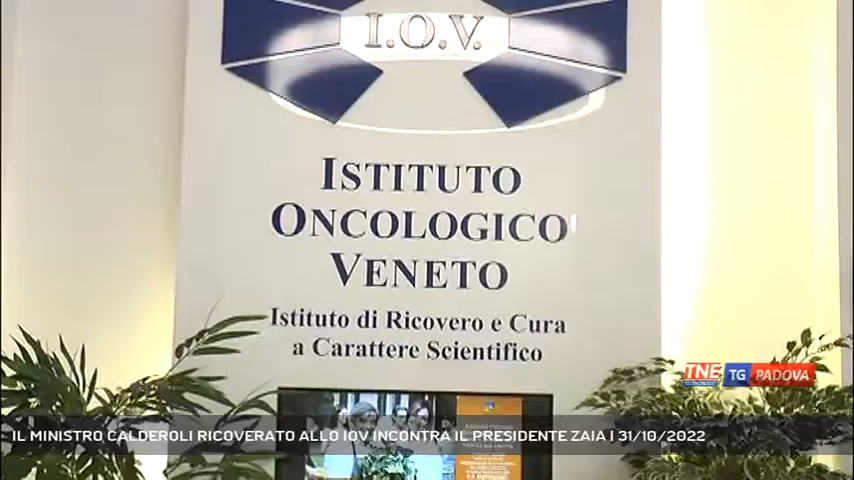 I.O.V.
ISTITUTO
ONCOLOGICO
VENETO
Istituto di Ricovero e Cura
a Carattere Scientifico
TNE
TELENORDEST
TG PADOVA
IL MINISTRO CALDEROLI RICOVERATO ALLO IOV INCONTRA IL PRESIDENTE ZAIA | 31/10/2022